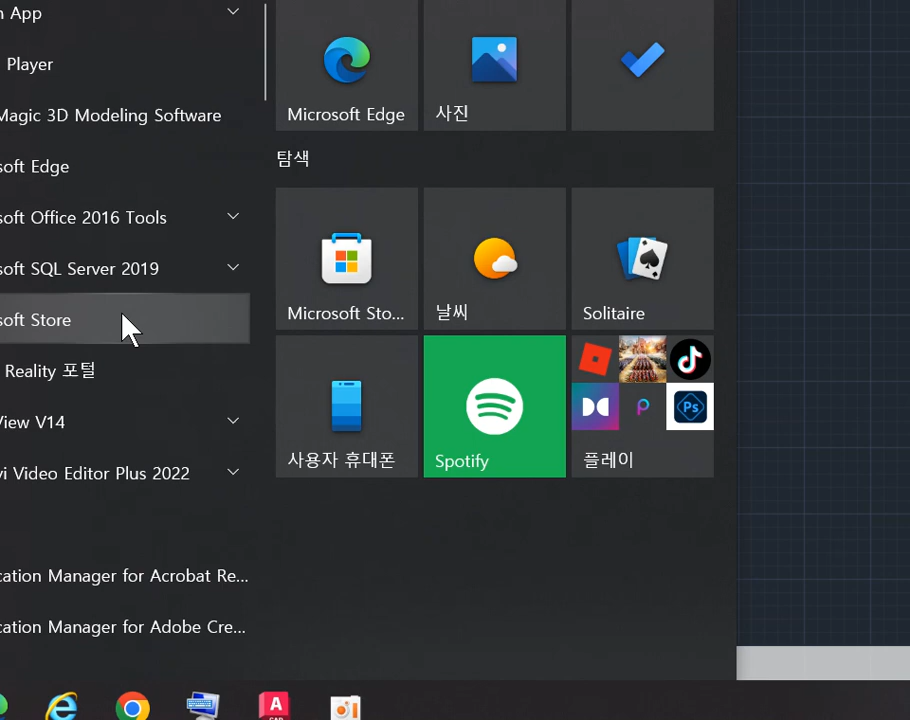 n App
Player
Magic 3D Modeling Software
soft Edge
soft Office 2016 Tools
soft SQL Server 2019
soft Store
Reality 포털
View V14
vi Video Editor Plus 2022
cation Manager for Acrobat Re...
cation Manager for Adobe Cre...
Microsoft Edge
사진
탐색
Microsoft Sto...
날씨
Solitaire
사용자 휴대폰
Spotify
Ps
플레이
A
CAD